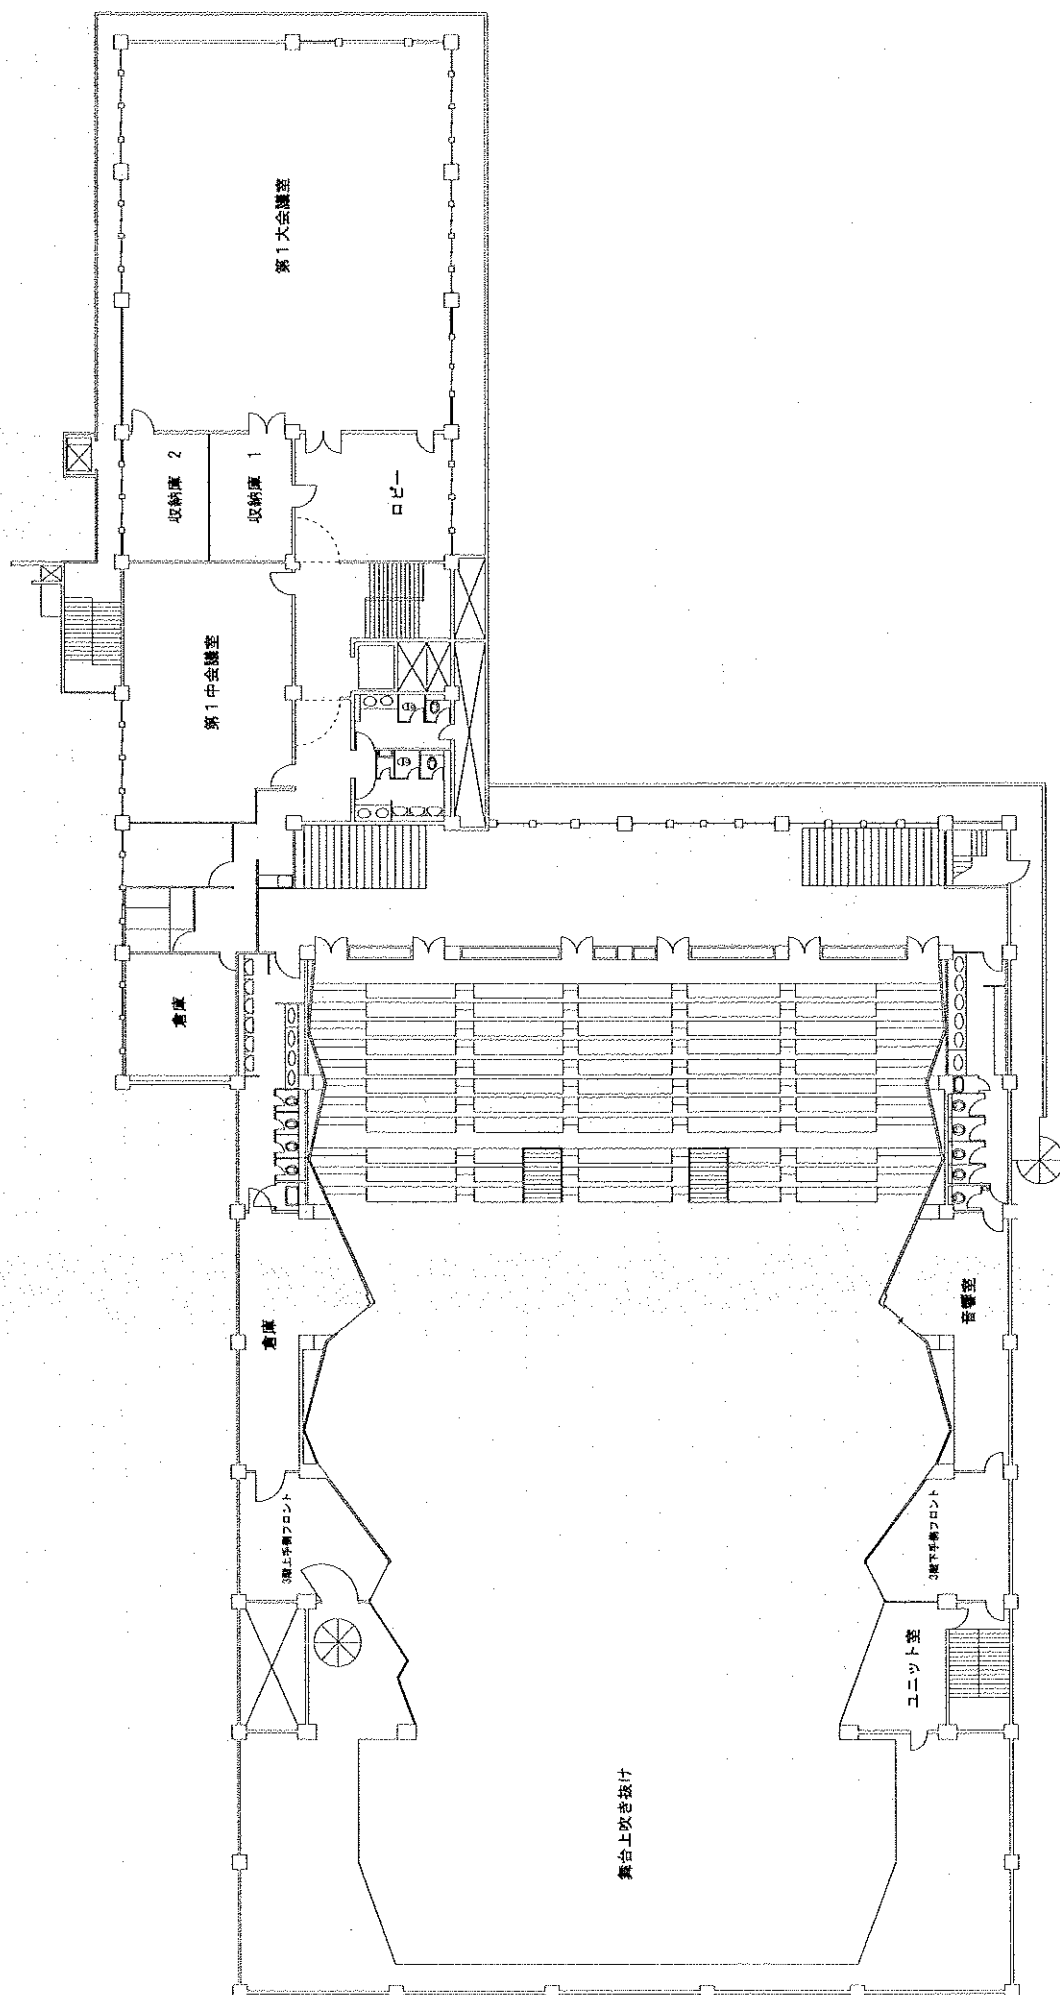 第1大会議室
収納庫 2
収納庫 1
ロビー
第1中会議室
倉庫
倉庫
音響室
3階上手側フロント
3階下手側フロント
ユニット室
舞台上吹き抜け